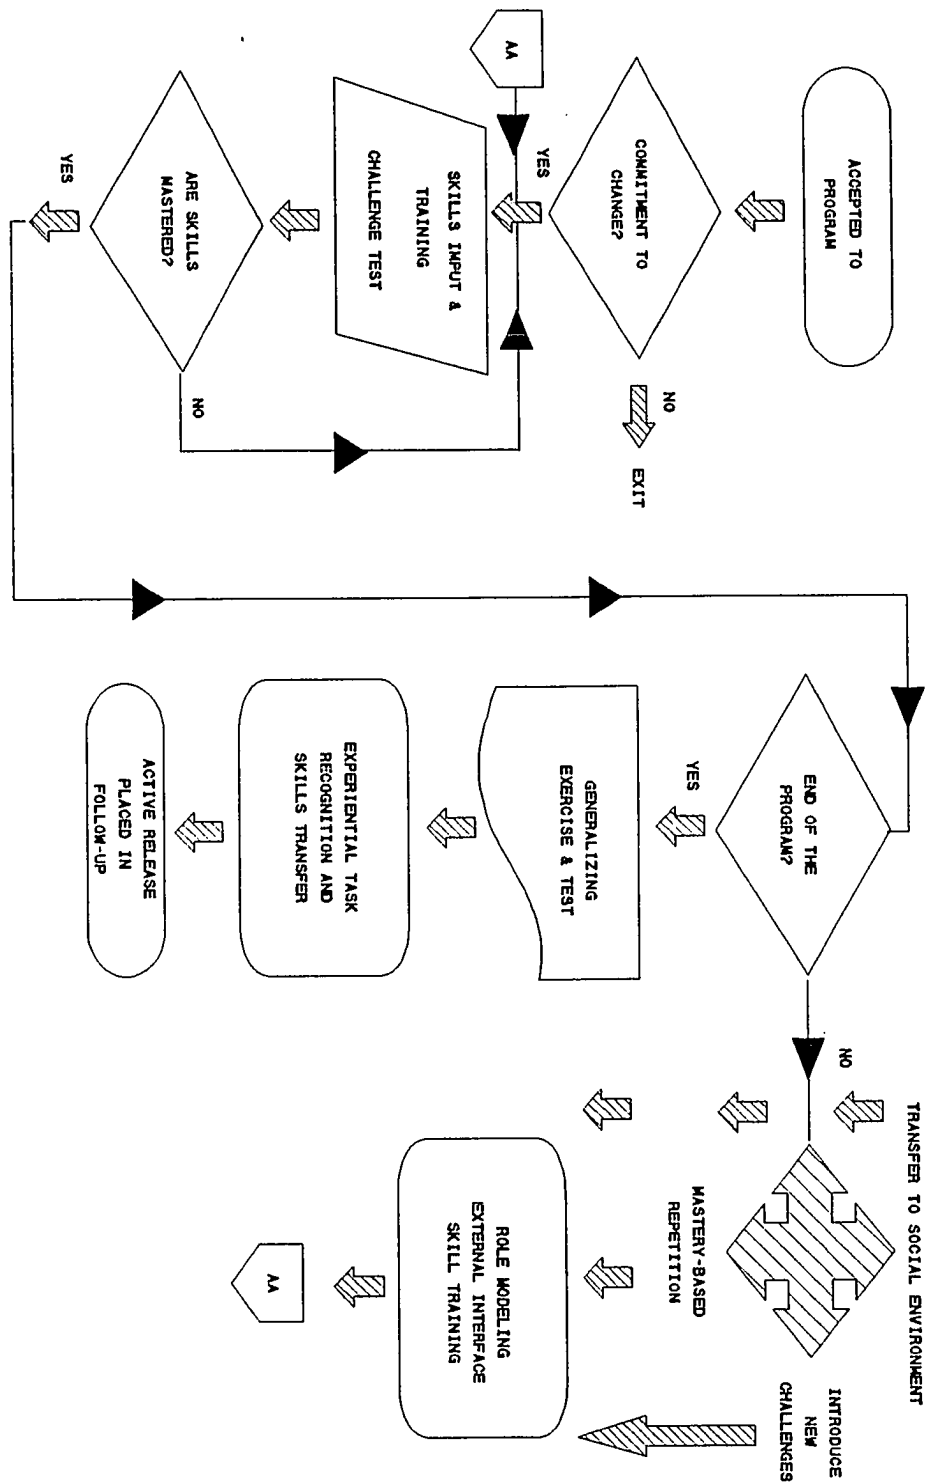 ACCEPTED TO
PROGRAM
COMMITMENT TO
CHANGE?
NO
EXIT
YES
AA
SKILLS IMPUT &
TRAINING
CHALLENGE TEST
ARE SKILLS
MASTERED?
NO
YES
END OF THE
PROGRAM?
YES
GENERALIZING
EXERCISE & TEST
EXPERIENTIAL TASK
RECOGNITION AND
SKILLS TRANSFER
ACTIVE RELEASE
PLACED IN
FOLLOW-UP
NO
TRANSFER TO SOCIAL ENVIRONMENT
INTRODUCE
NEW
CHALLENGES
MASTERY-BASED
REPETITION
ROLE MODELING
EXTERNAL INTERFACE
SKILL TRAINING
AA